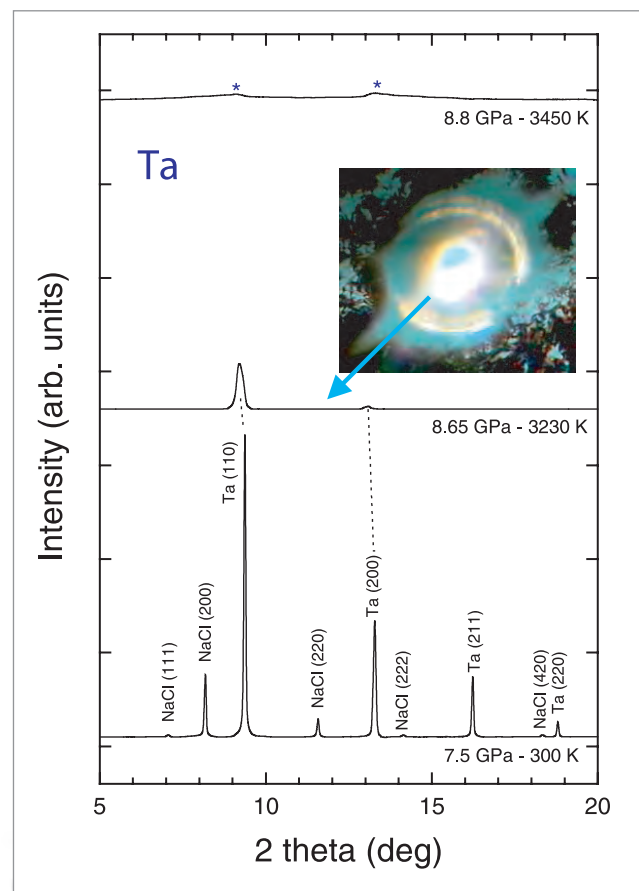 * *
8.8 GPa - 3450 K
Ta
8.65 GPa - 3230 K
Ta (110)
NaCl (111)
NaCl (200)
NaCl (220)
Ta (200)
NaCl (222)
Ta (211)
NaCl (420)
Ta (220)
7.5 GPa - 300 K
5 10 15 20
2 theta (deg)
Intensity (arb. units)